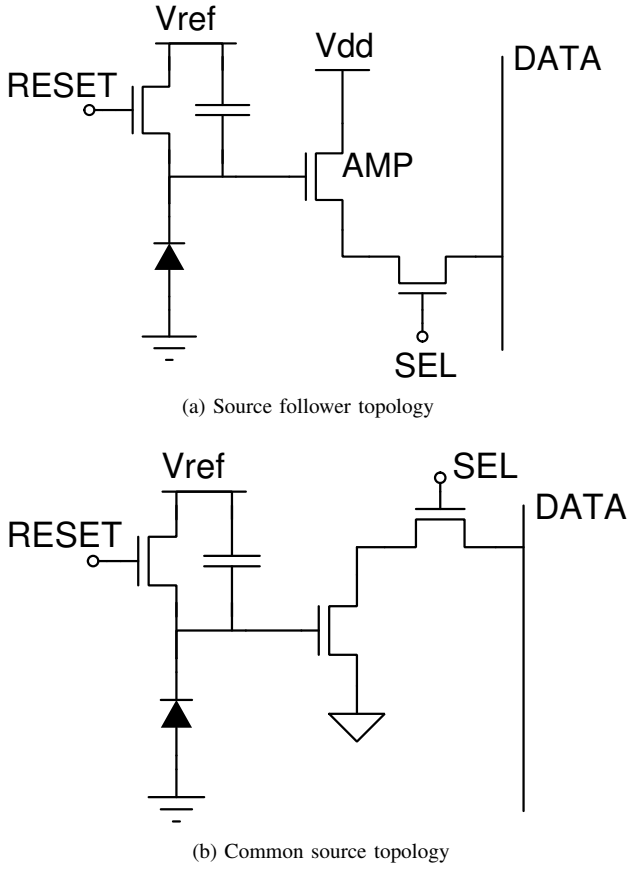 Vref
Vdd
DATA
RESET
AMP
SEL
(a) Source follower topology
Vref
SEL
DATA
RESET
(b) Common source topology